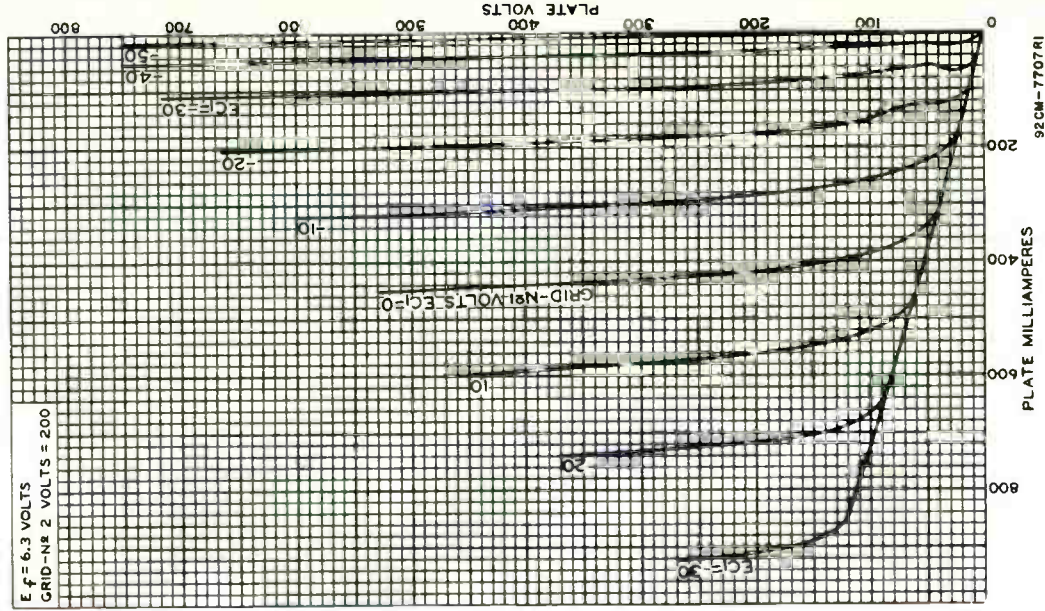 E f = 6.3 VOLTS
GRID-Nº 2 VOLTS = 200
PLATE VOLTS
800
700
600
500
400
300
200
100
0
-50
-40
EC1=-30
-20
-10
GRID-Nº1-VOLTS EC1=0
10
20
EC1=30
200
400
600
800
PLATE MILLIAMPERES
92CM-7707R1